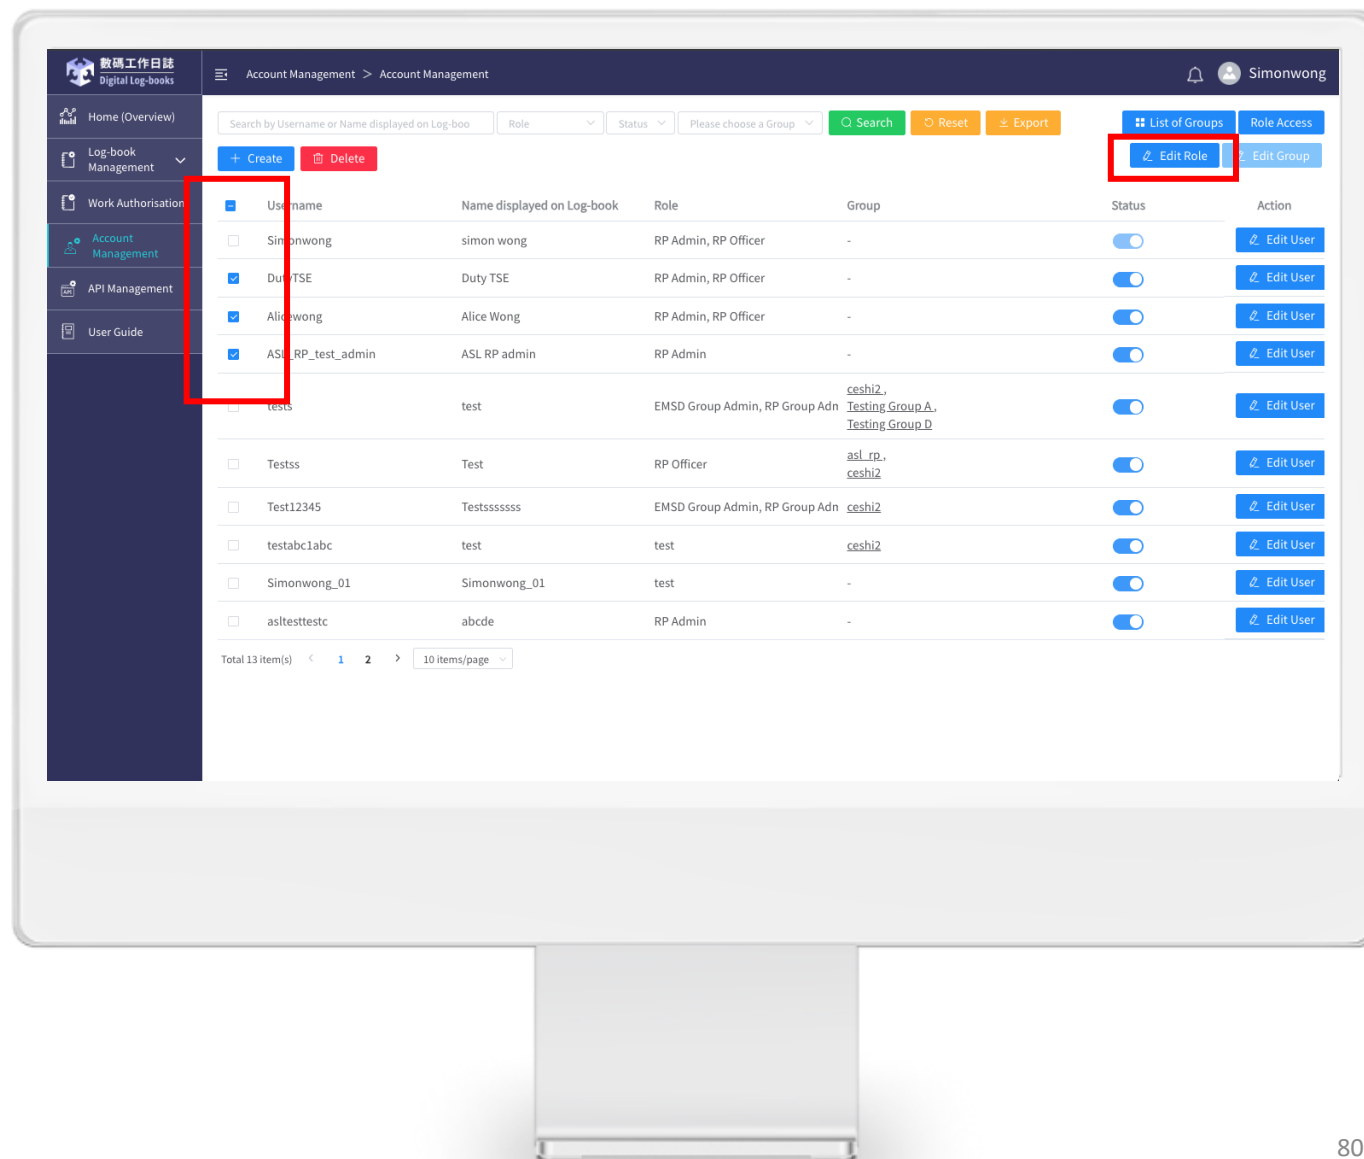 數碼工作日誌
Digital Log-books
Account Management > Account Management
Simonwong
Home (Overview)
Log-book
Management
Work Authorisation
Account
Management
API Management
User Guide
Search by Username or Name displayed on Log-boo
Role
Status
Please choose a Group
Search
Reset
Export
List of Groups
Role Access
+ Create
Delete
Edit Role
Edit Group
Username Name displayed on Log-book Role Group Status Action
Simonwong simon wong RP Admin, RP Officer - Edit User
DutyTSE Duty TSE RP Admin, RP Officer - Edit User
Alicewong Alice Wong RP Admin, RP Officer - Edit User
ASL_RP_test_admin ASL RP admin RP Admin - Edit User
ceshi2 ,
tests test EMSD Group Admin, RP Group Adn Testing Group A , Edit User
Testing Group D
asl_rp ,
Testss Test RP Officer Edit User
ceshi2
Test12345 Testsssssss EMSD Group Admin, RP Group Adn ceshi2 Edit User
testabc1abc test test ceshi2 Edit User
Simonwong_01 Simonwong_01 test - Edit User
asltesttestc abcde RP Admin - Edit User
Total 13 item(s) < 1 2 > 10 items/page
80